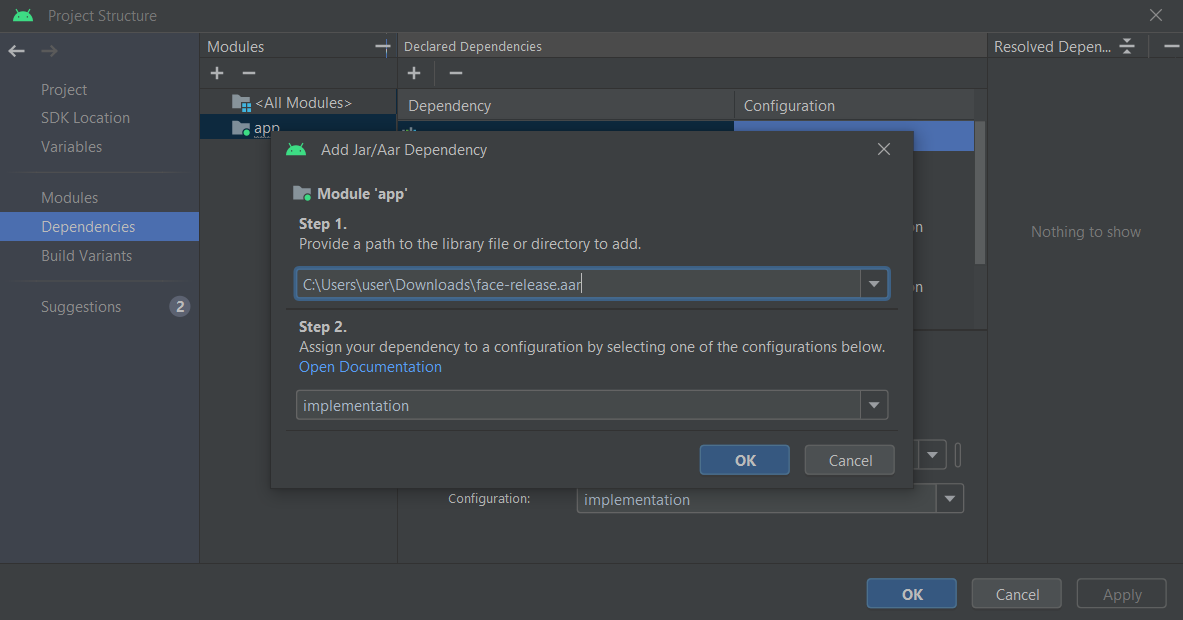 Project Structure
Modules
Declared Dependencies
Resolved Depen...
Project
SDK Location
Variables
Modules
Dependencies
Build Variants
Suggestions
2
<All Modules>
app
Dependency
Configuration
Nothing to show
Add Jar/Aar Dependency
Module 'app'
Step 1.
Provide a path to the library file or directory to add.
C:\Users\user\Downloads\face-release.aar
Step 2.
Assign your dependency to a configuration by selecting one of the configurations below.
Open Documentation
implementation
OK
Cancel
Configuration:
implementation
OK
Cancel
Apply